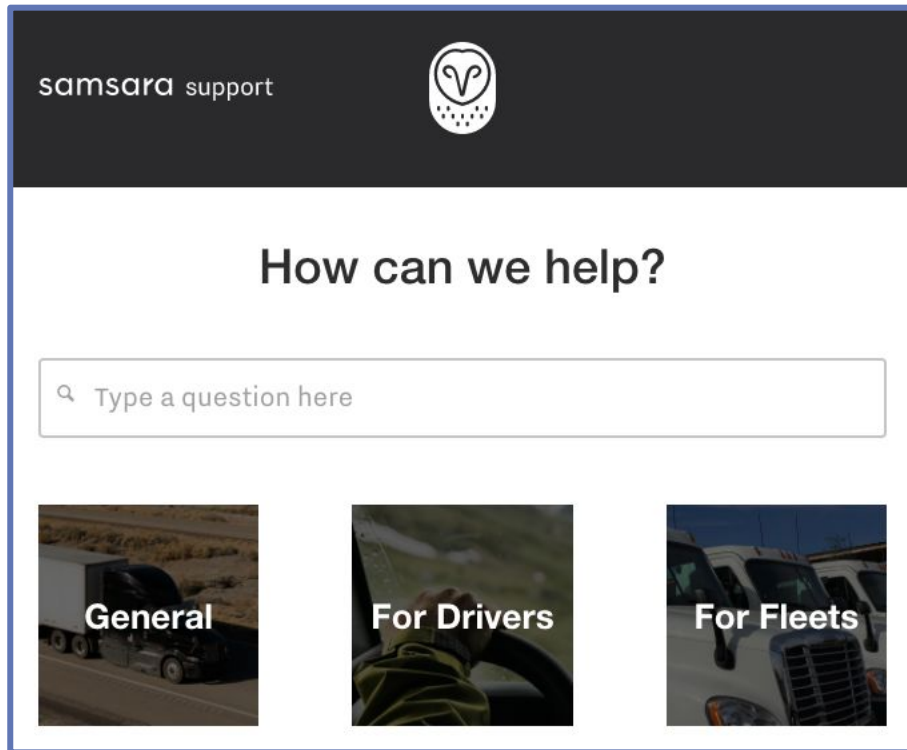 samsara support
How can we help?
Type a question here
General
For Drivers
For Fleets